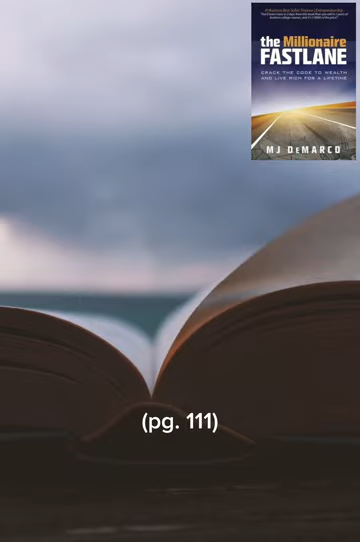 the Millionaire
FASTLANE
CRACK THE CODE TO WEALTH
AND LIVE RICH FOR A LIFETIME
MJ DEMARCO
(pg. 111)